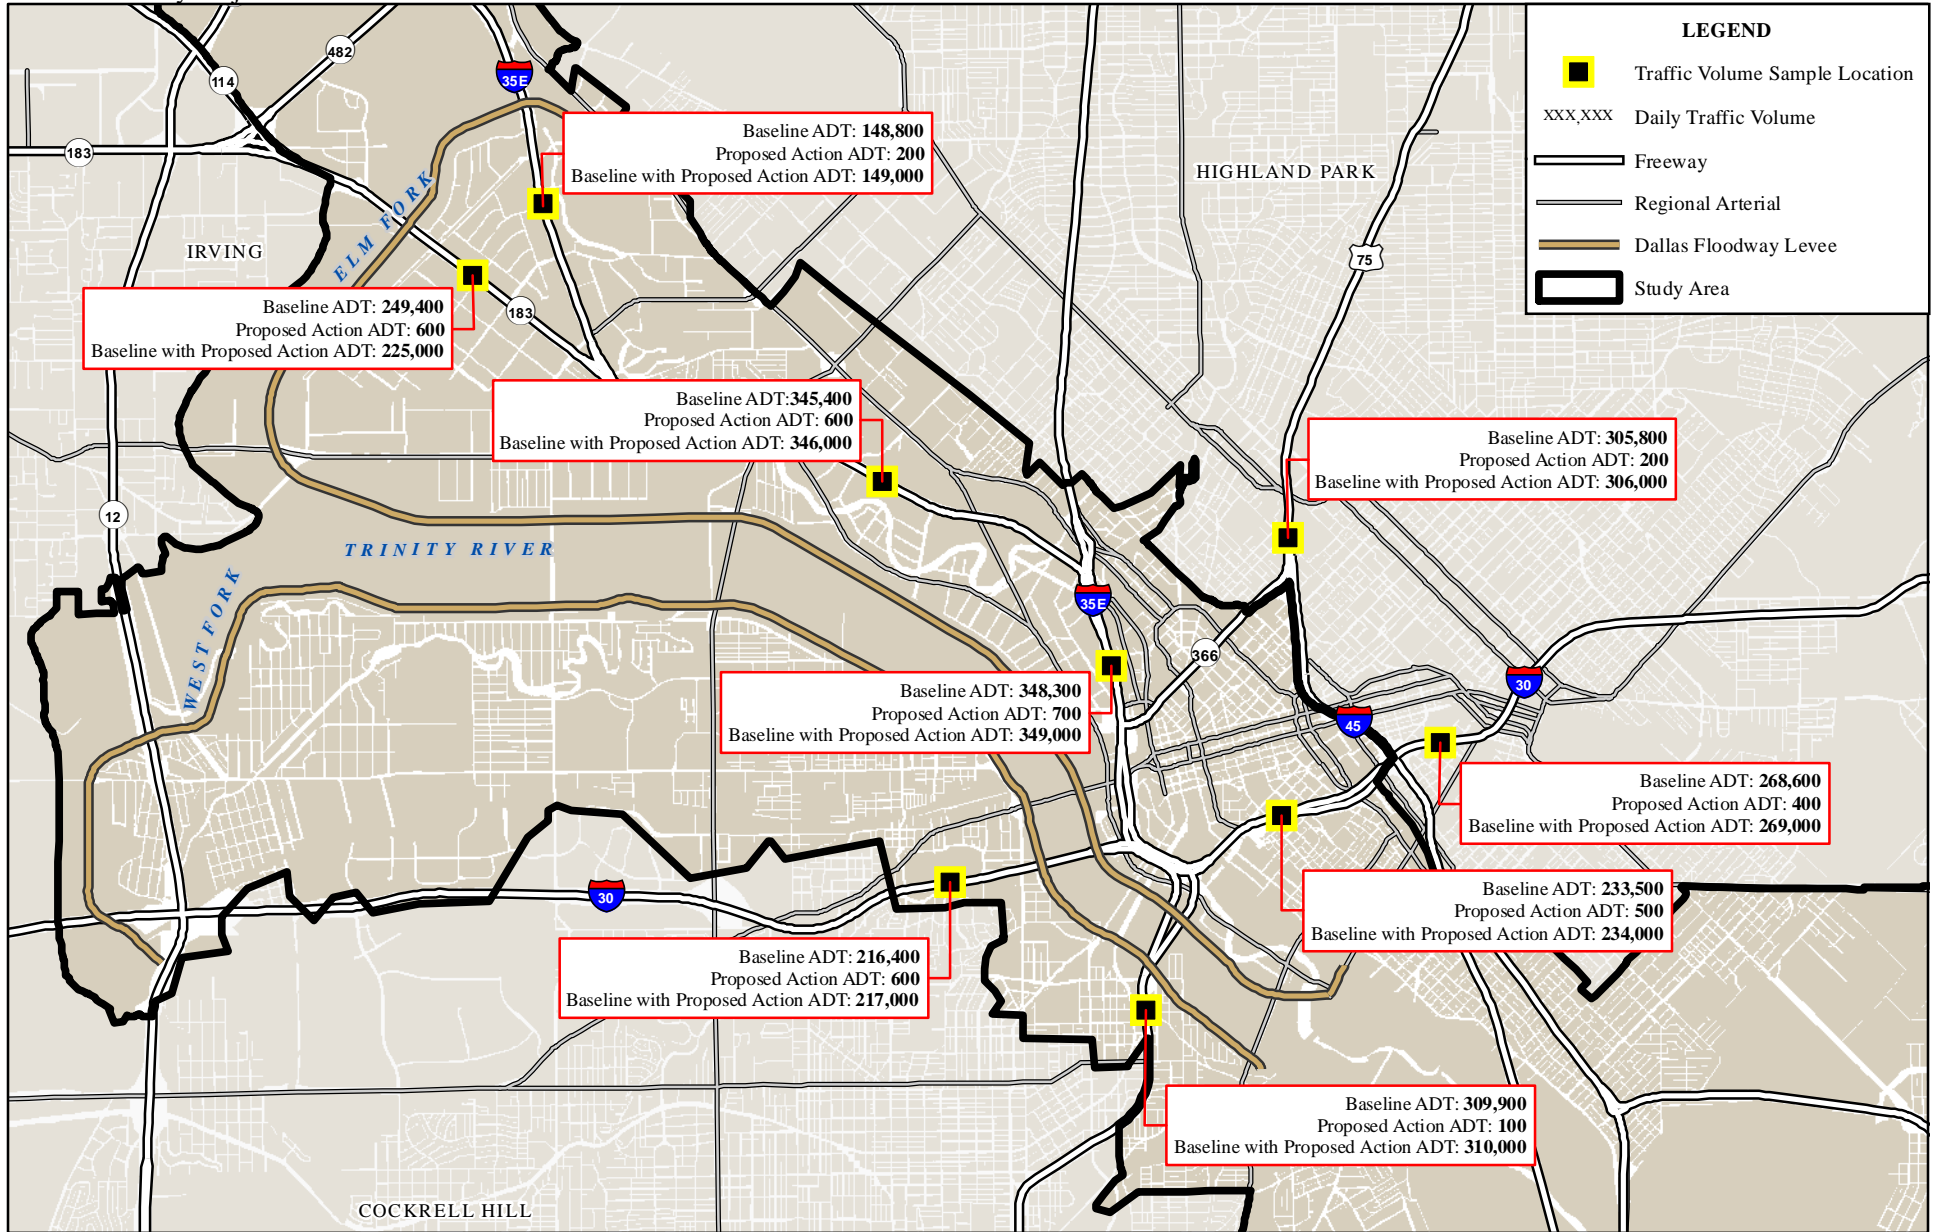 LEGEND
Traffic Volume Sample Location
XXX,XXX Daily Traffic Volume
Freeway
Regional Arterial
Dallas Floodway Levee
Study Area
482
114
35E
183
Baseline ADT: 148,800
Proposed Action ADT: 200
Baseline with Proposed Action ADT: 149,000
HIGHLAND PARK
IRVING
ELM FORK
75
183
Baseline ADT: 249,400
Proposed Action ADT: 600
Baseline with Proposed Action ADT: 225,000
Baseline ADT:345,400
Proposed Action ADT: 600
Baseline with Proposed Action ADT: 346,000
Baseline ADT: 305,800
Proposed Action ADT: 200
Baseline with Proposed Action ADT: 306,000
12
TRINITY RIVER
WEST FORK
35E
366
Baseline ADT: 348,300
Proposed Action ADT: 700
Baseline with Proposed Action ADT: 349,000
30
45
Baseline ADT: 268,600
Proposed Action ADT: 400
Baseline with Proposed Action ADT: 269,000
30
Baseline ADT: 233,500
Proposed Action ADT: 500
Baseline with Proposed Action ADT: 234,000
Baseline ADT: 216,400
Proposed Action ADT: 600
Baseline with Proposed Action ADT: 217,000
Baseline ADT: 309,900
Proposed Action ADT: 100
Baseline with Proposed Action ADT: 310,000
COCKRELL HILL